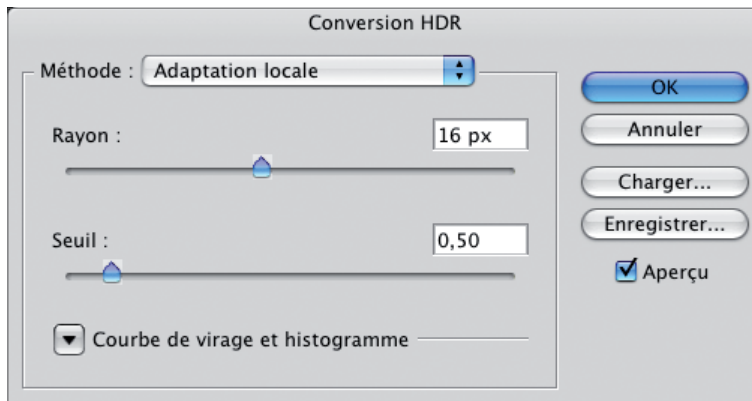 Conversion HDR
Méthode : Adaptation locale
OK
Rayon : 16 px
Annuler
Charger...
Seuil : 0,50
Enregistrer...
Aperçu
Courbe de virage et histogramme